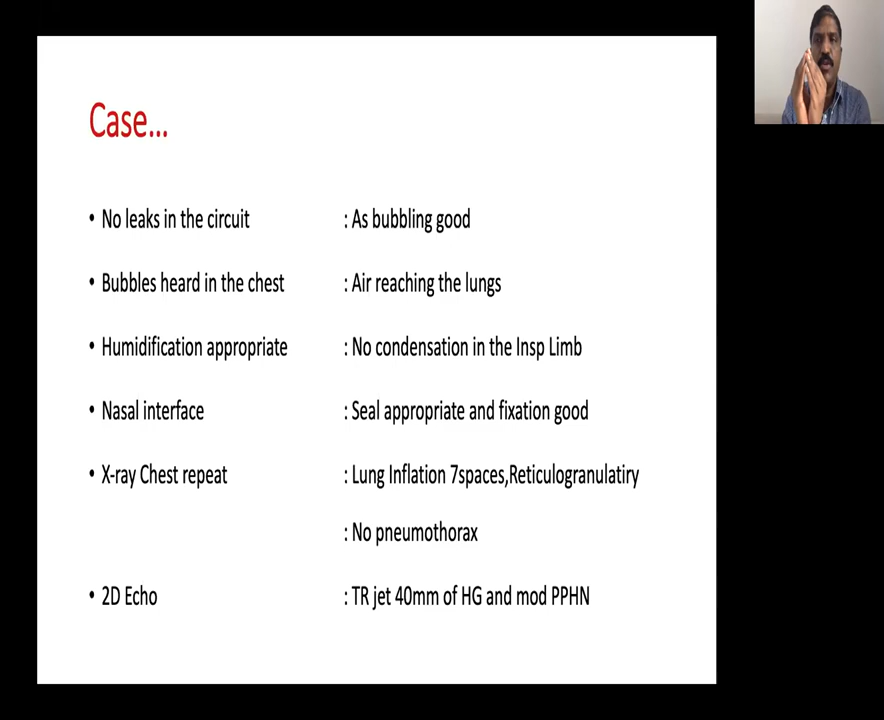 Case...
• No leaks in the circuit : As bubbling good
• Bubbles heard in the chest : Air reaching the lungs
• Humidification appropriate : No condensation in the Insp Limb
• Nasal interface : Seal appropriate and fixation good
• X-ray Chest repeat : Lung Inflation 7spaces,Reticulogranulatiry
: No pneumothorax
• 2D Echo : TR jet 40mm of HG and mod PPHN